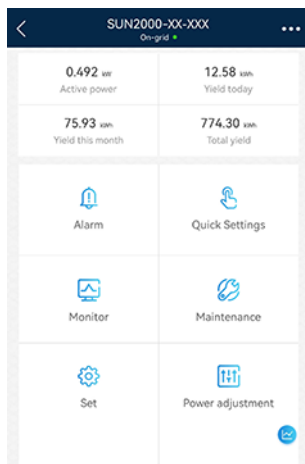 SUN2000-XX-XXX
On-grid
0.492 kW 12.58 kWh
Active power Yield today
75.93 kWh 774.30 kWh
Yield this month Total yield
Alarm Quick Settings
Monitor Maintenance
Set Power adjustment